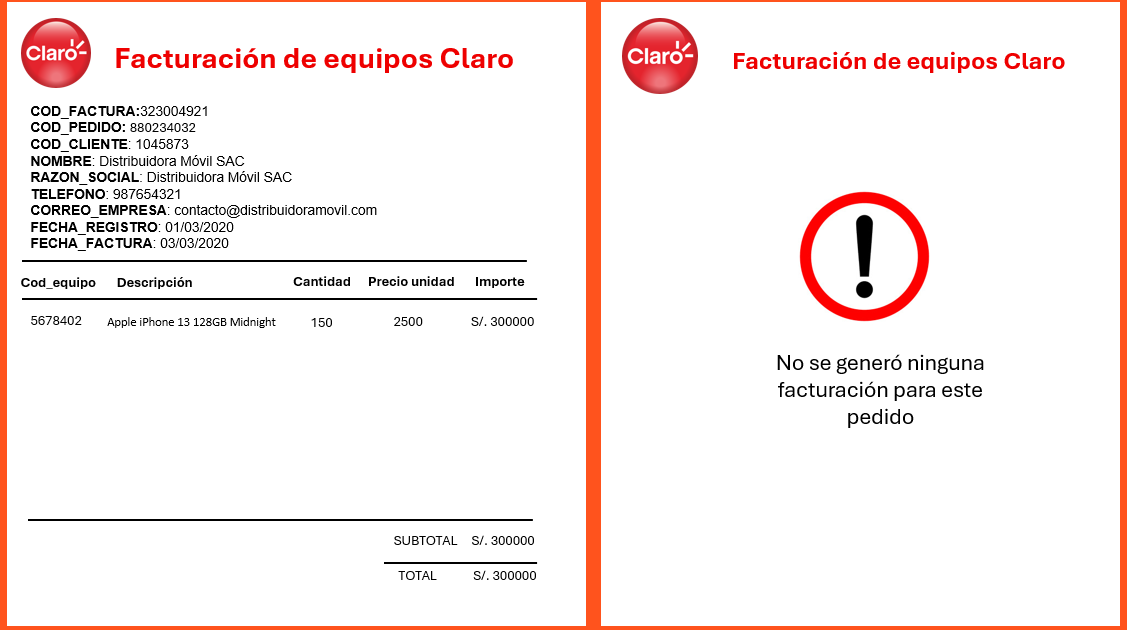 Claro
Facturación de equipos Claro
COD_FACTURA:323004921
COD_PEDIDO: 880234032
COD_CLIENTE: 1045873
NOMBRE: Distribuidora Móvil SAC
RAZON_SOCIAL: Distribuidora Móvil SAC
TELEFONO: 987654321
CORREO_EMPRESA: contacto@distribuidoramovil.com
FECHA_REGISTRO: 01/03/2020
FECHA_FACTURA: 03/03/2020
Cod_equipo Descripción Cantidad Precio unidad Importe
5678402 Apple iPhone 13 128GB Midnight 150 2500 S/. 300000
SUBTOTAL S/. 300000
TOTAL S/. 300000
Claro
Facturación de equipos Claro
No se generó ninguna
facturación para este
pedido